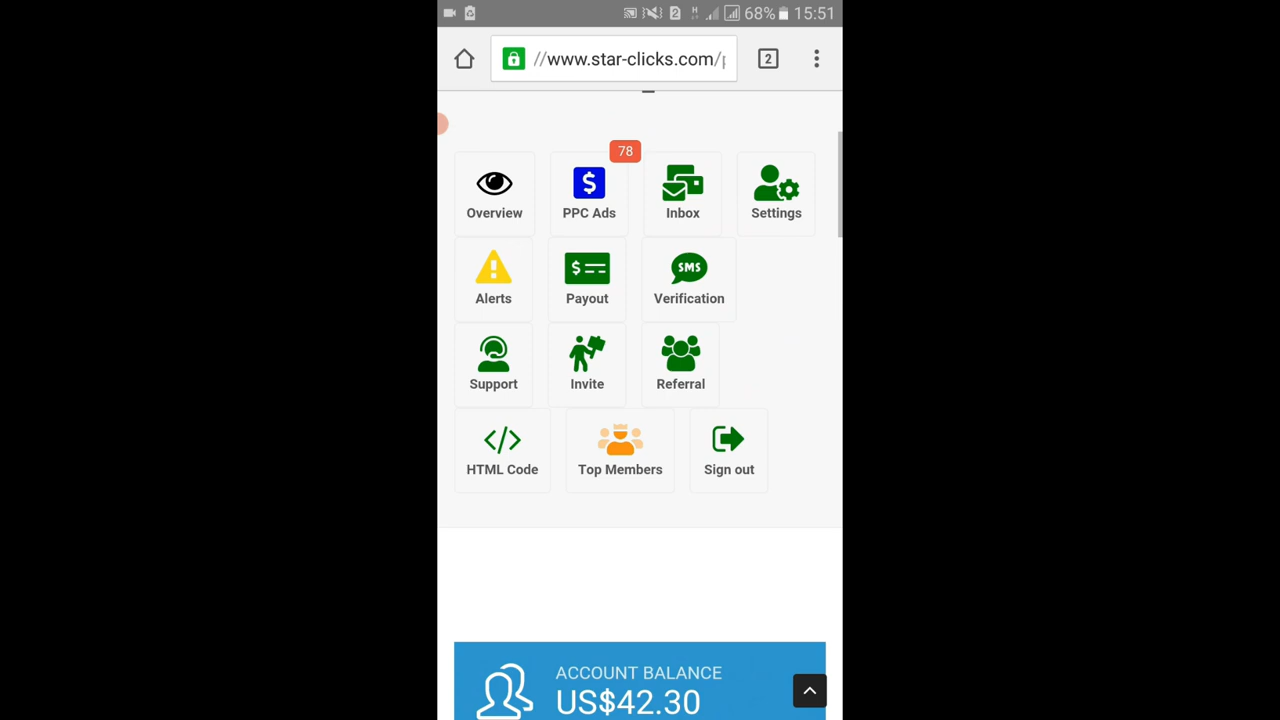 68% 15:51
//www.star-clicks.com/p
2
78
Overview PPC Ads Inbox Settings
$
SMS
Alerts Payout Verification
Support Invite Referral
HTML Code Top Members Sign out
ACCOUNT BALANCE
US$42.30